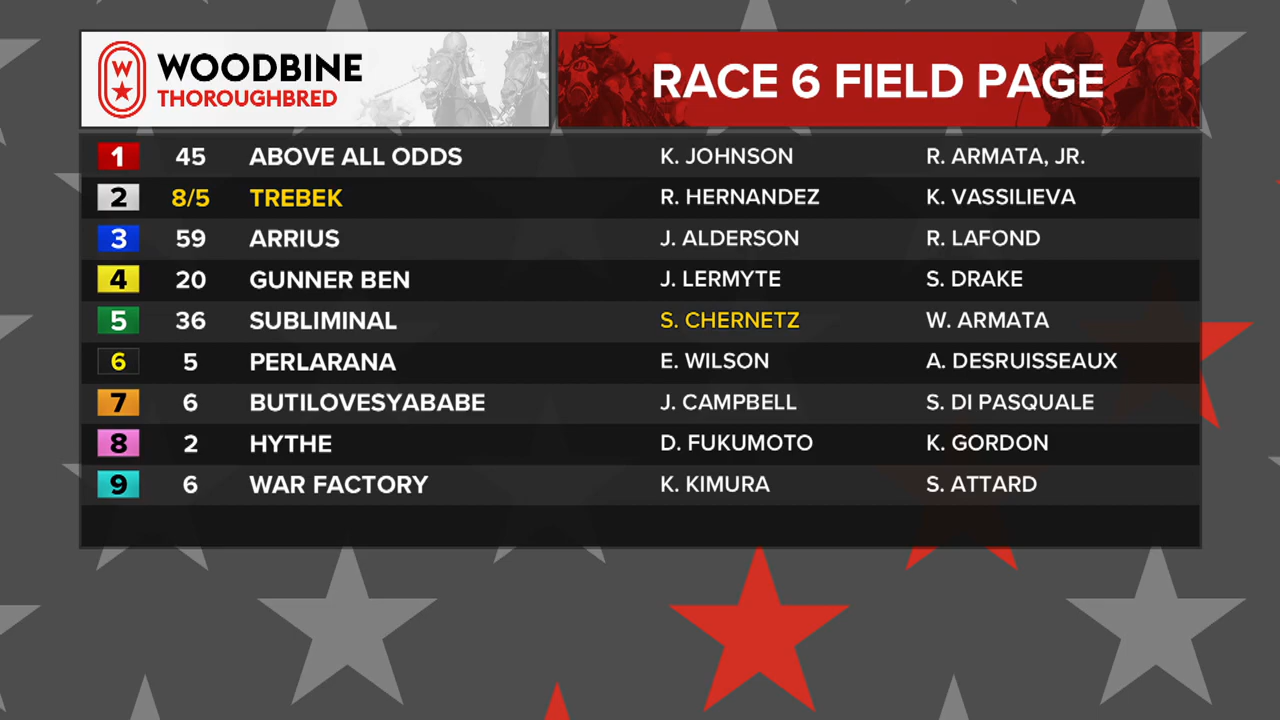 W WOODBINE
THOROUGHBRED
RACE 6 FIELD PAGE
1 45 ABOVE ALL ODDS K. JOHNSON R. ARMATA, JR.
2 8/5 TREBEK R. HERNANDEZ K. VASSILIEVA
3 59 ARRIUS J. ALDERSON R. LAFOND
4 20 GUNNER BEN J. LERMYTE S. DRAKE
5 36 SUBLIMINAL S. CHERNETZ W. ARMATA
6 5 PERLARANA E. WILSON A. DESRUISSEAUX
7 6 BUTILOVESYABABE J. CAMPBELL S. DI PASQUALE
8 2 HYTHE D. FUKUMOTO K. GORDON
9 6 WAR FACTORY K. KIMURA S. ATTARD